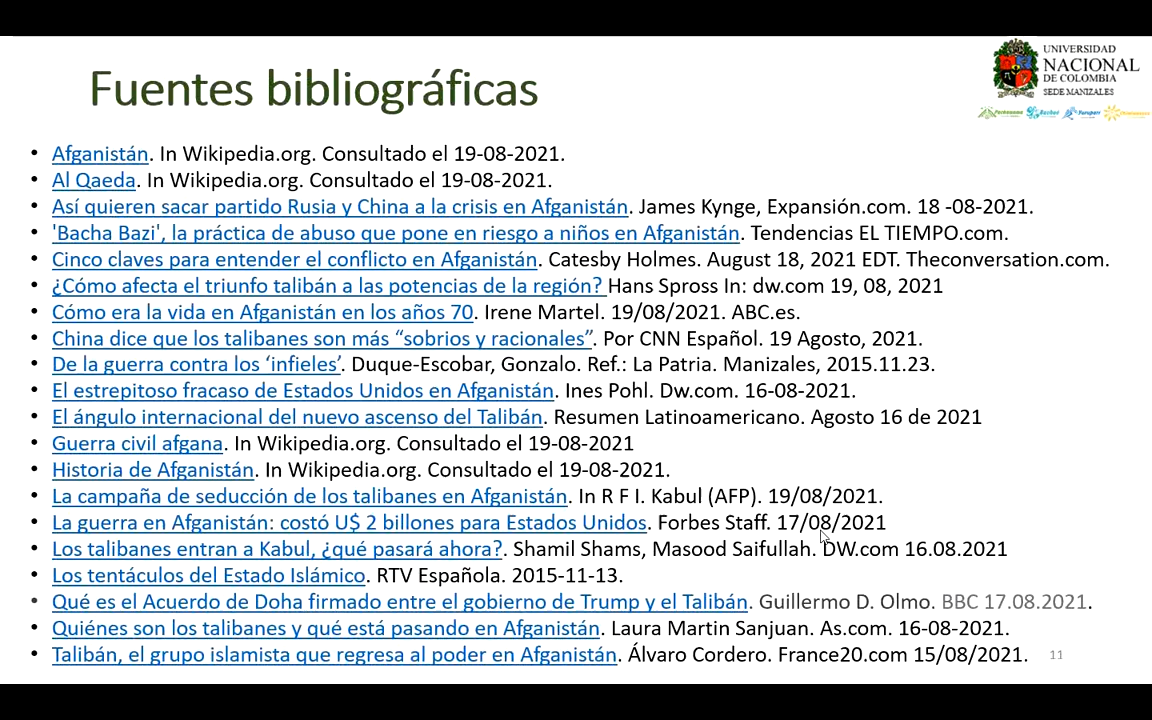 Fuentes bibliográficas
UNIVERSIDAD
NACIONAL
DE COLOMBIA
SEDE MANIZALES
• Afganistán. In Wikipedia.org. Consultado el 19-08-2021.
• Al Qaeda. In Wikipedia.org. Consultado el 19-08-2021.
• Así quieren sacar partido Rusia y China a la crisis en Afganistán. James Kynge, Expansión.com. 18 -08-2021.
• 'Bacha Bazi', la práctica de abuso que pone en riesgo a niños en Afganistán. Tendencias EL TIEMPO.com.
• Cinco claves para entender el conflicto en Afganistán. Catesby Holmes. August 18, 2021 EDT. Theconversation.com.
• ¿Cómo afecta el triunfo talibán a las potencias de la región? Hans Spross In: dw.com 19, 08, 2021
• Cómo era la vida en Afganistán en los años 70. Irene Martel. 19/08/2021. ABC.es.
• China dice que los talibanes son más “sobrios y racionales”. Por CNN Español. 19 Agosto, 2021.
• De la guerra contra los ‘infieles’. Duque-Escobar, Gonzalo. Ref.: La Patria. Manizales, 2015.11.23.
• El estrepitoso fracaso de Estados Unidos en Afganistán. Ines Pohl. Dw.com. 16-08-2021.
• El ángulo internacional del nuevo ascenso del Talibán. Resumen Latinoamericano. Agosto 16 de 2021
• Guerra civil afgana. In Wikipedia.org. Consultado el 19-08-2021
• Historia de Afganistán. In Wikipedia.org. Consultado el 19-08-2021.
• La campaña de seducción de los talibanes en Afganistán. In R F I. Kabul (AFP). 19/08/2021.
• La guerra en Afganistán: costó U$ 2 billones para Estados Unidos. Forbes Staff. 17/08/2021
• Los talibanes entran a Kabul, ¿qué pasará ahora?. Shamil Shams, Masood Saifullah. DW.com 16.08.2021
• Los tentáculos del Estado Islámico. RTV Española. 2015-11-13.
• Qué es el Acuerdo de Doha firmado entre el gobierno de Trump y el Talibán. Guillermo D. Olmo. BBC 17.08.2021.
• Quiénes son los talibanes y qué está pasando en Afganistán. Laura Martin Sanjuan. As.com. 16-08-2021.
• Talibán, el grupo islamista que regresa al poder en Afganistán. Álvaro Cordero. France20.com 15/08/2021.
11